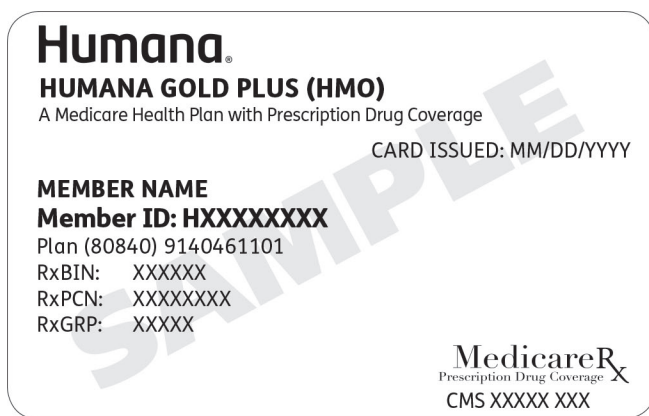 Humana®
HUMANA GOLD PLUS (HMO)
A Medicare Health Plan with Prescription Drug Coverage
CARD ISSUED: MM/DD/YYYY
MEMBER NAME
Member ID: HXXXXXXXX
Plan (80840) 9140461101
RxBIN: XXXXXX
RxPCN: XXXXXXXX
RxGRP: XXXXX
SAMPLE
MedicareRx
Prescription Drug Coverage
CMS XXXXX XXX